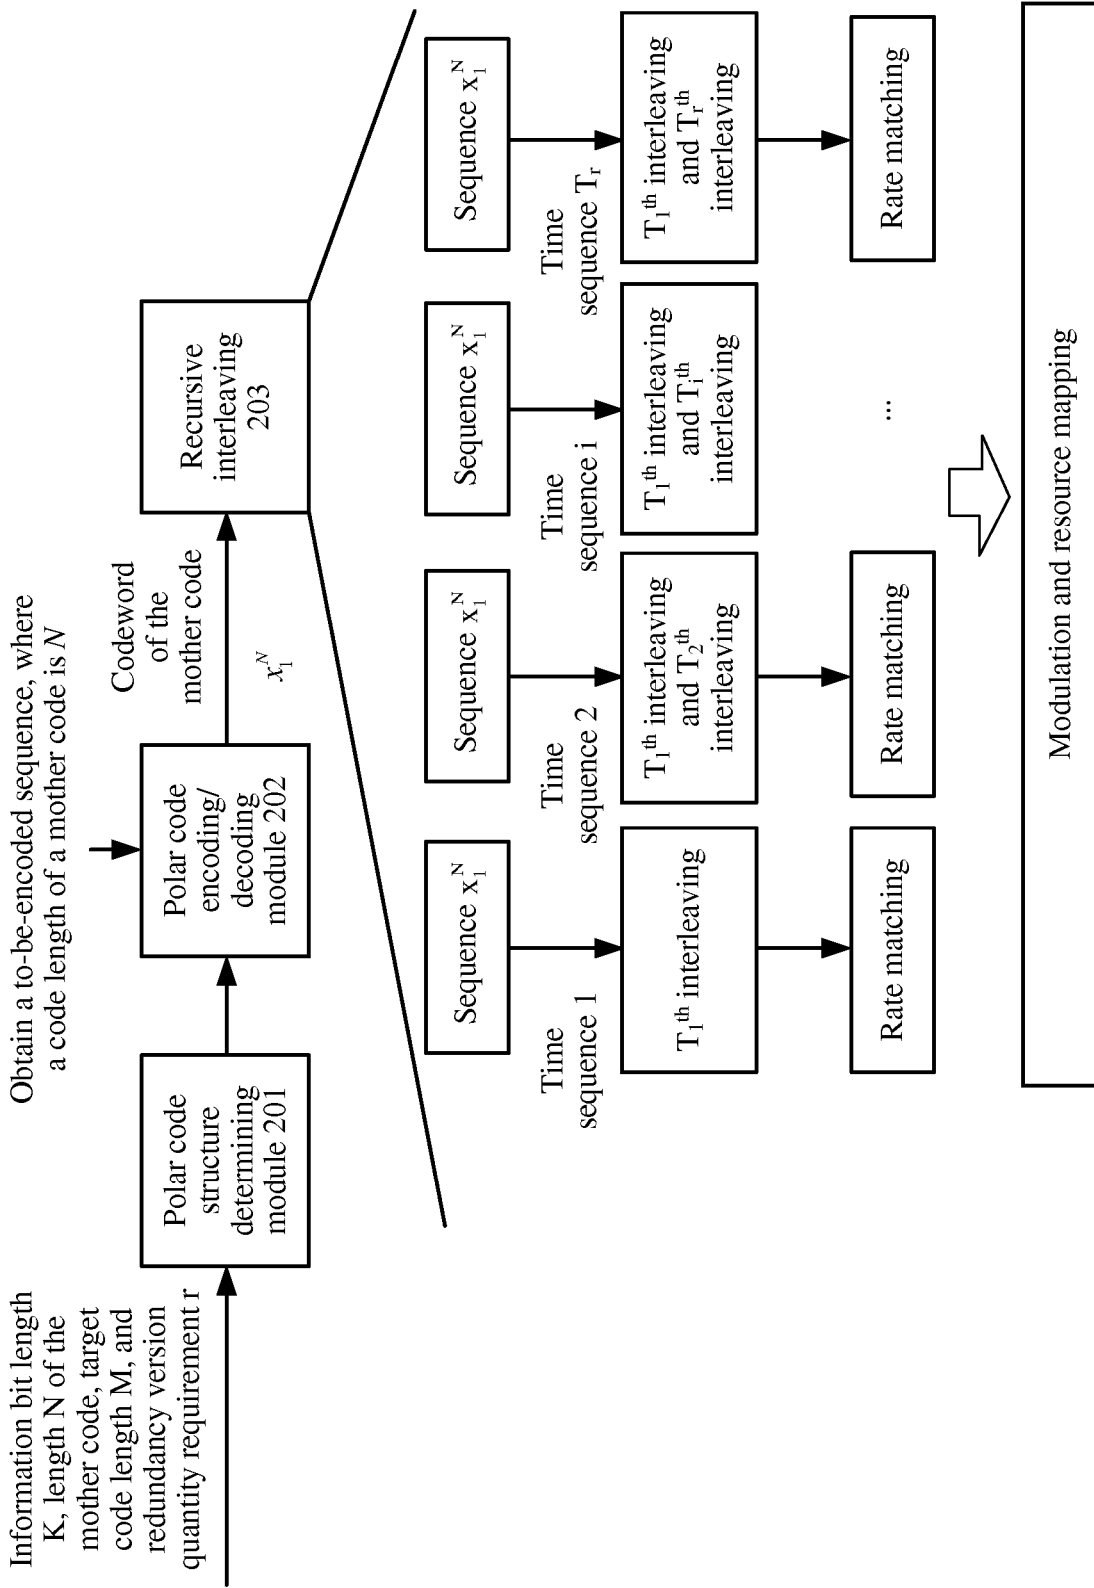 Information bit length
K, length N of the
mother code, target
code length M, and
redundancy version
quantity requirement r
Polar code
structure
determining
module 201
Obtain a to-be-encoded sequence, where
a code length of a mother code is N
Polar code
encoding/
decoding
module 202
Codeword
of the
mother code
x₁ᴺ
Recursive
interleaving
203
Sequence x₁ᴺ
Time
sequence 1
T₁ᵗʰ interleaving
Rate matching
Sequence x₁ᴺ
Time
sequence 2
T₁ᵗʰ interleaving
and T₂ᵗʰ
interleaving
Rate matching
Sequence x₁ᴺ
Time
sequence i
T₁ᵗʰ interleaving
and Tᵢᵗʰ
interleaving
...
Sequence x₁ᴺ
Time
sequence Tᵣ
T₁ᵗʰ interleaving
and Tᵣᵗʰ
interleaving
Rate matching
Modulation and resource mapping